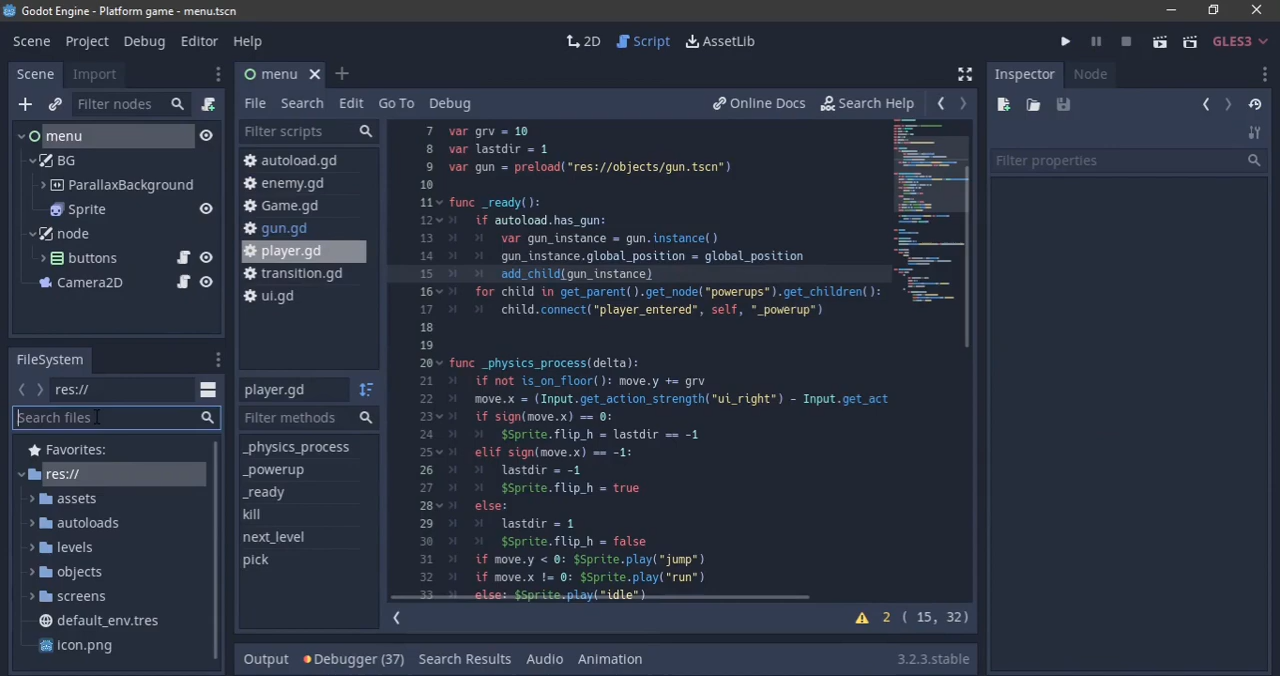 Godot Engine - Platform game - menu.tscn
Scene Project Debug Editor Help
2D Script AssetLib
GLES3
Scene Import
Filter nodes
menu
BG
ParallaxBackground
Sprite
node
buttons
Camera2D
FileSystem
res://
Search files
Favorites:
res://
assets
autoloads
levels
objects
screens
default_env.tres
icon.png
menu
File Search Edit Go To Debug
Online Docs Search Help
Filter scripts
autoload.gd
enemy.gd
Game.gd
gun.gd
player.gd
transition.gd
ui.gd
player.gd
Filter methods
_physics_process
_powerup
_ready
kill
next_level
pick
7 var grv = 10
8 var lastdir = 1
9 var gun = preload("res://objects/gun.tscn")
10
11 func _ready():
12 if autoload.has_gun:
13 var gun_instance = gun.instance()
14 gun_instance.global_position = global_position
15 add_child(gun_instance)
16 for child in get_parent().get_node("powerups").get_children():
17 child.connect("player_entered", self, "_powerup")
18
19
20 func _physics_process(delta):
21 if not is_on_floor(): move.y += grv
22 move.x = (Input.get_action_strength("ui_right") - Input.get_act
23 if sign(move.x) == 0:
24 $Sprite.flip_h = lastdir == -1
25 elif sign(move.x) == -1:
26 lastdir = -1
27 $Sprite.flip_h = true
28 else:
29 lastdir = 1
30 $Sprite.flip_h = false
31 if move.y < 0: $Sprite.play("jump")
32 if move.x != 0: $Sprite.play("run")
33 else: $Sprite.play("idle")
2 ( 15, 32)
Output Debugger (37) Search Results Audio Animation 3.2.3.stable
Inspector Node
Filter properties